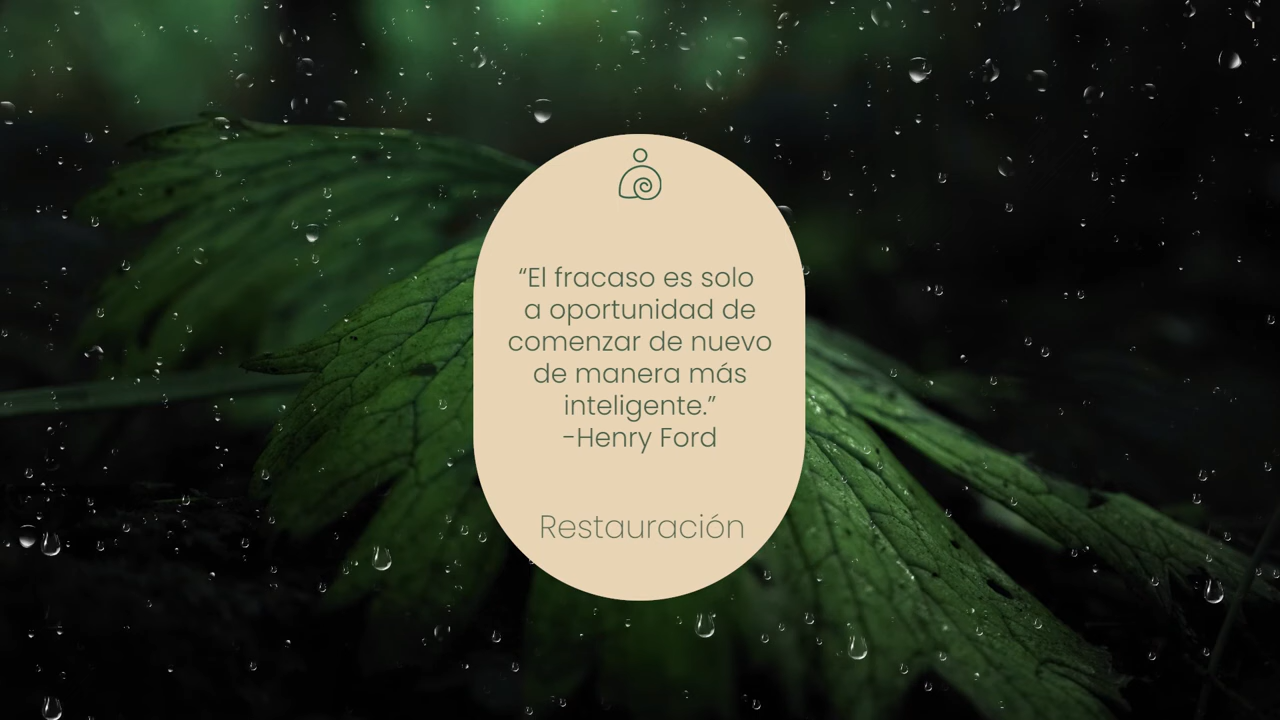 “El fracaso es solo
a oportunidad de
comenzar de nuevo
de manera más
inteligente.”
-Henry Ford
Restauración